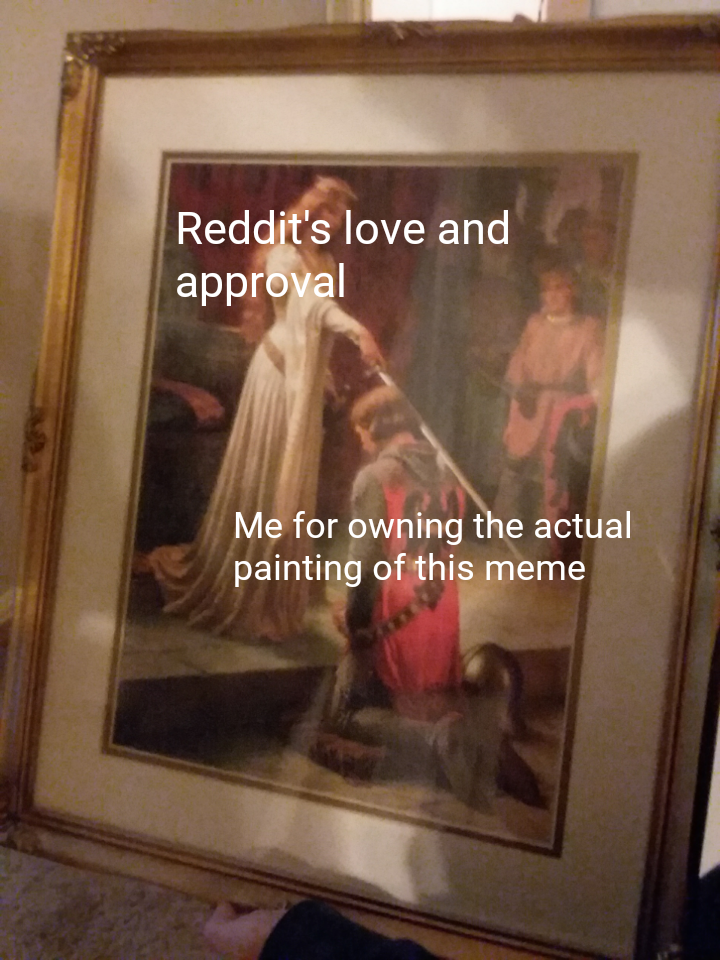 Reddit's love and
approval
Me for owning the actual
painting of this meme